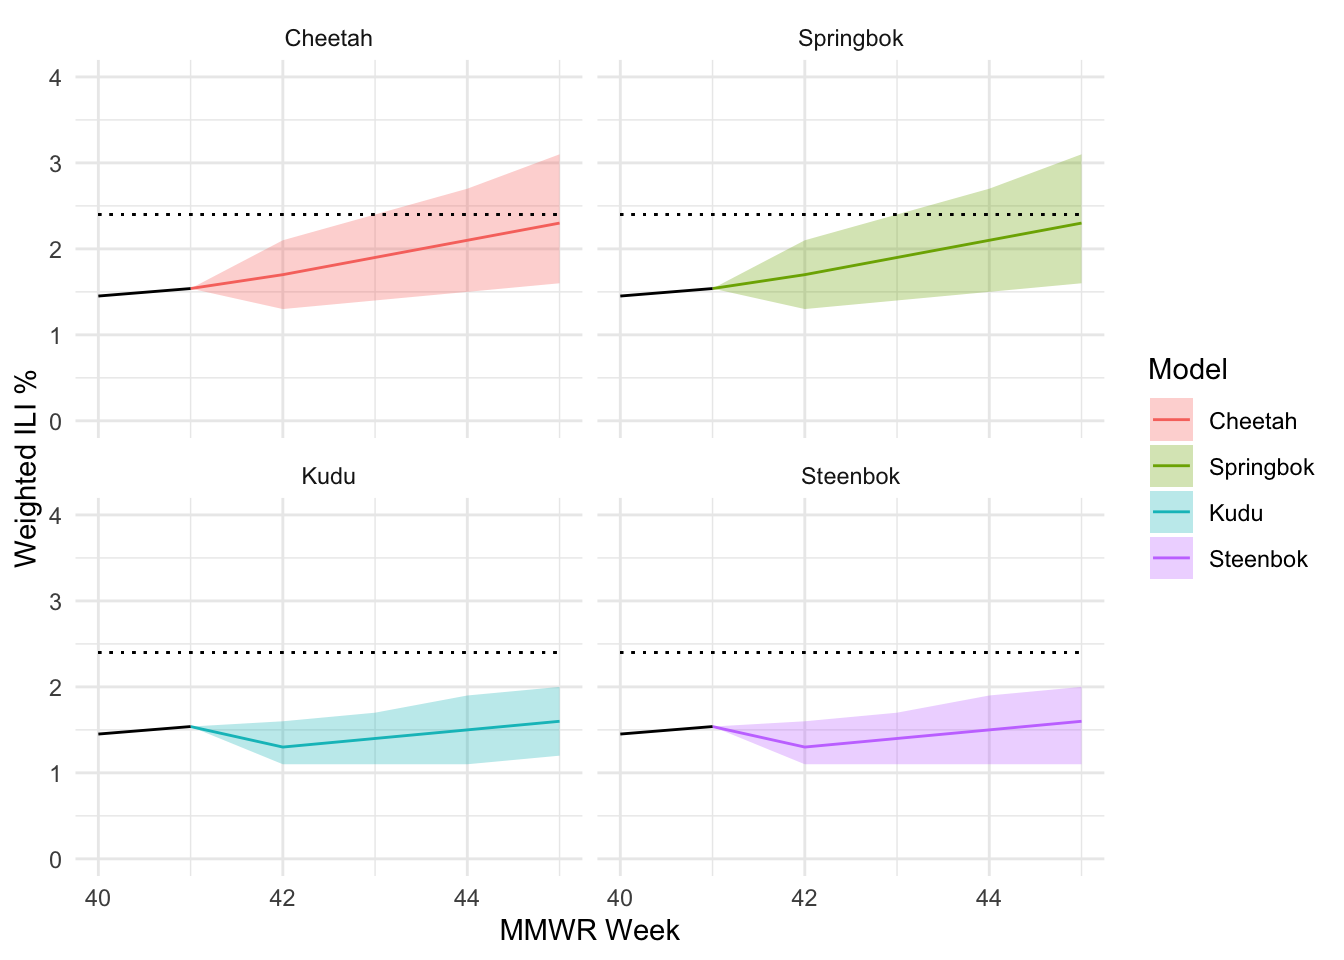 Cheetah
Springbok
4
3
2
1
0
Kudu
Steenbok
4
3
2
1
0
40
42
44
40
42
44
MMWR Week
Weighted ILI %
Model
Cheetah
Springbok
Kudu
Steenbok